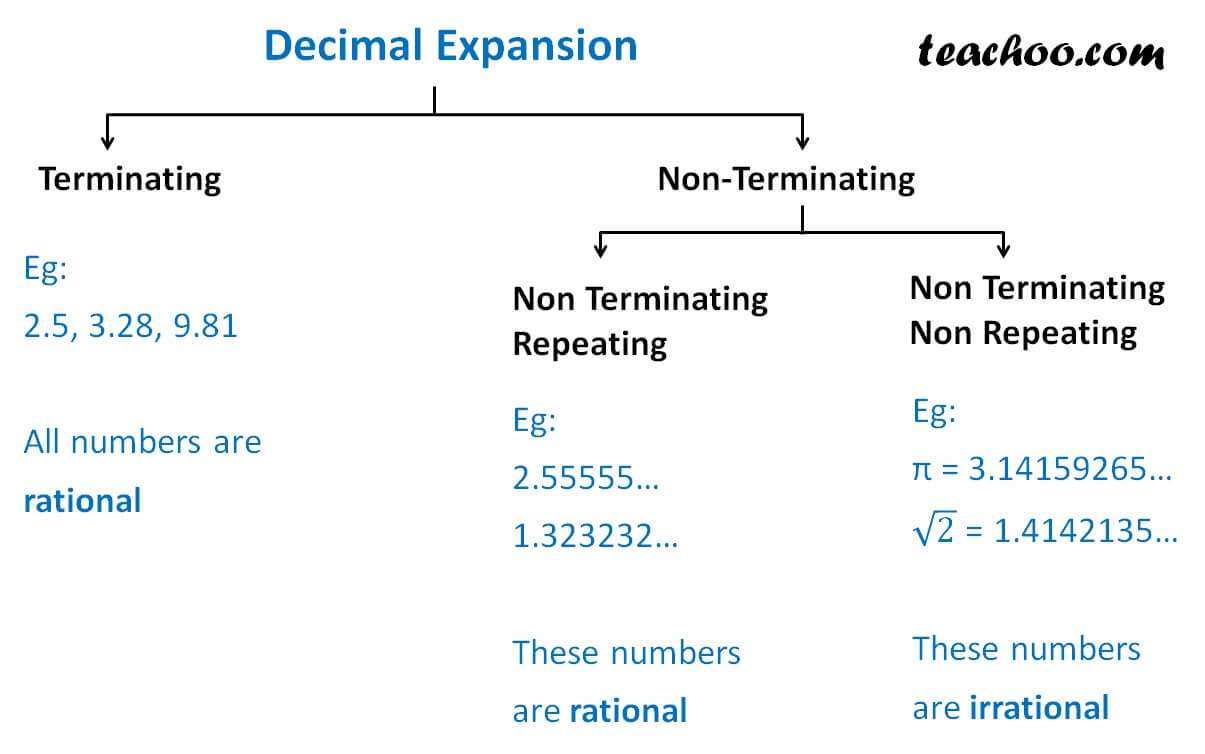 Decimal Expansion
teachoo.com
Terminating
Eg:
2.5, 3.28, 9.81
All numbers are
rational
Non-Terminating
Non Terminating
Repeating
Eg:
2.55555...
1.323232...
These numbers
are rational
Non Terminating
Non Repeating
Eg:
π = 3.14159265...
√2 = 1.4142135...
These numbers
are irrational